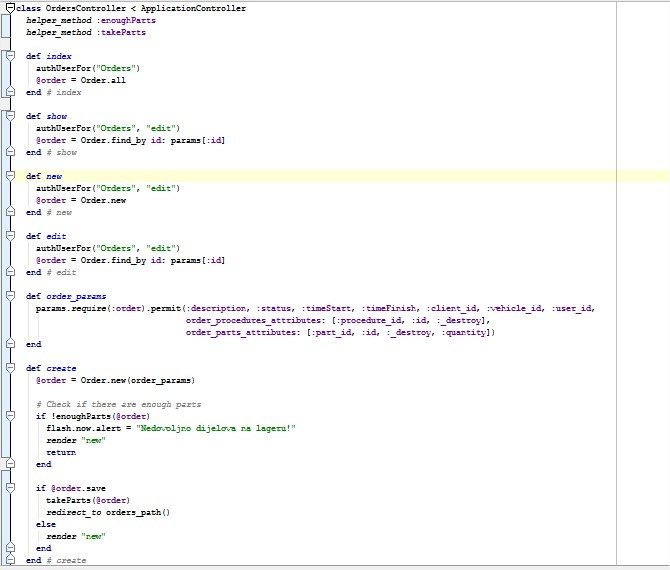 class OrdersController < ApplicationController
helper_method :enoughParts
helper_method :takeParts
def index
authUserFor("Orders")
@order = Order.all
end # index
def show
authUserFor("Orders", "edit")
@order = Order.find_by id: params[:id]
end # show
def new
authUserFor("Orders", "edit")
@order = Order.new
end # new
def edit
authUserFor("Orders", "edit")
@order = Order.find_by id: params[:id]
end # edit
def order_params
params.require(:order).permit(:description, :status, :timeStart, :timeFinish, :client_id, :vehicle_id, :user_id,
order_procedures_attributes: [:procedure_id, :id, :_destroy],
order_parts_attributes: [:part_id, :id, :_destroy, :quantity])
end
def create
@order = Order.new(order_params)
# Check if there are enough parts
if !enoughParts(@order)
flash.now.alert = "Nedovoljno dijelova na lageru!"
render "new"
return
end
if @order.save
takeParts(@order)
redirect_to orders_path()
else
render "new"
end
end # create